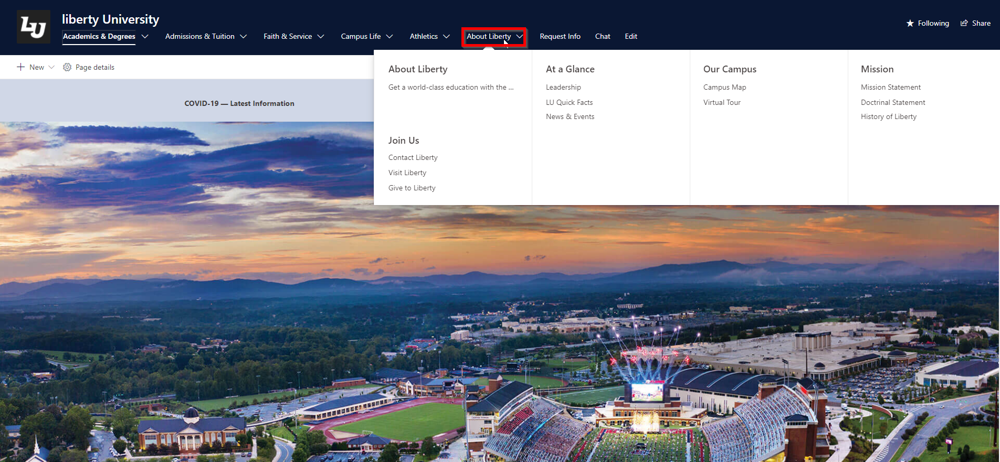 LU
liberty University
Academics & Degrees
Admissions & Tuition
Faith & Service
Campus Life
Athletics
About Liberty
Request Info
Chat
Edit
Following
Share
New
Page details
COVID-19 — Latest Information
About Liberty
Get a world-class education with the ...
Join Us
Contact Liberty
Visit Liberty
Give to Liberty
At a Glance
Leadership
LU Quick Facts
News & Events
Our Campus
Campus Map
Virtual Tour
Mission
Mission Statement
Doctrinal Statement
History of Liberty